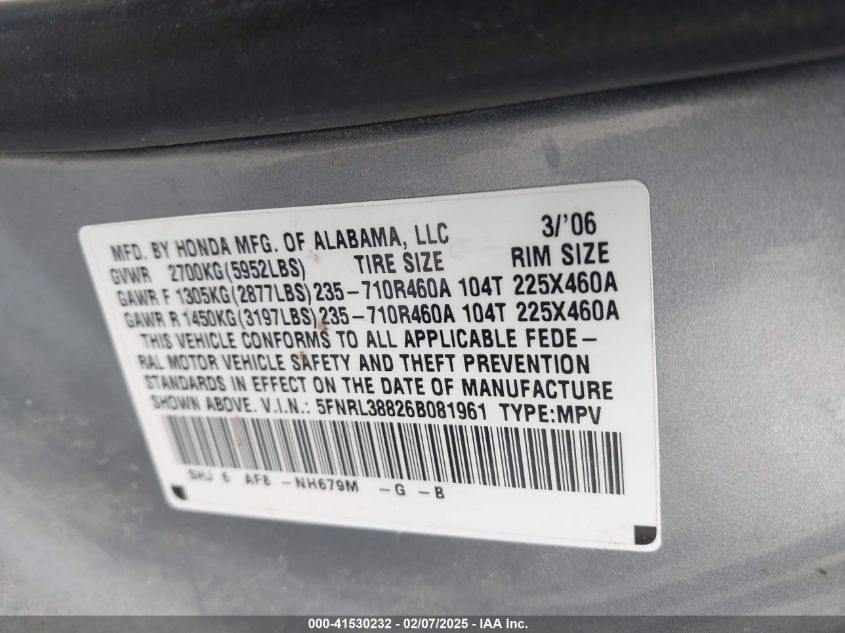 MFD. BY HONDA MFG. OF ALABAMA, LLC 3/'06
GVWR 2700KG(5952LBS) TIRE SIZE RIM SIZE
GAWR F 1305KG(2877LBS) 235-710R460A 104T 225X460A
GAWR R 1450KG(3197LBS) 235-710R460A 104T 225X460A
THIS VEHICLE CONFORMS TO ALL APPLICABLE FEDE-
RAL MOTOR VEHICLE SAFETY AND THEFT PREVENTION
STANDARDS IN EFFECT ON THE DATE OF MANUFACTURE
SHOWN ABOVE. V.I.N.: 5FNRL38826B081961 TYPE:MPV
SHJ 6 AF8 -NH679M -G -B
000-41530232 - 02/07/2025 - IAA Inc.